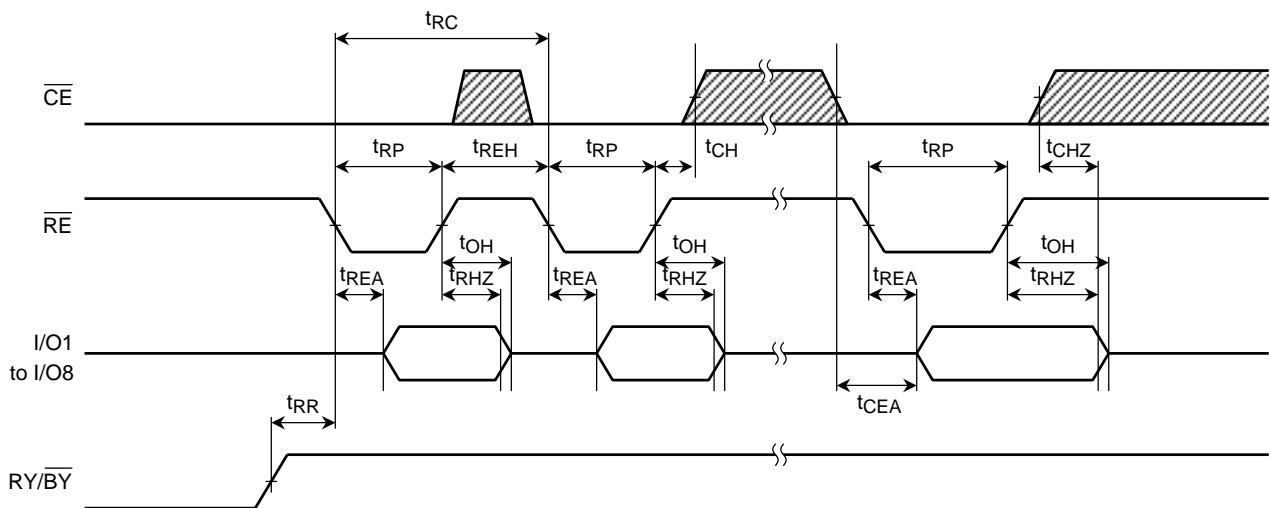 tRC
CE
tRP tREH tRP tCH tRP tCHZ
RE
tOH tOH tOH
tREA tRHZ tREA tRHZ tREA tRHZ
I/O1
to I/O8
tRR tCEA
RY/BY